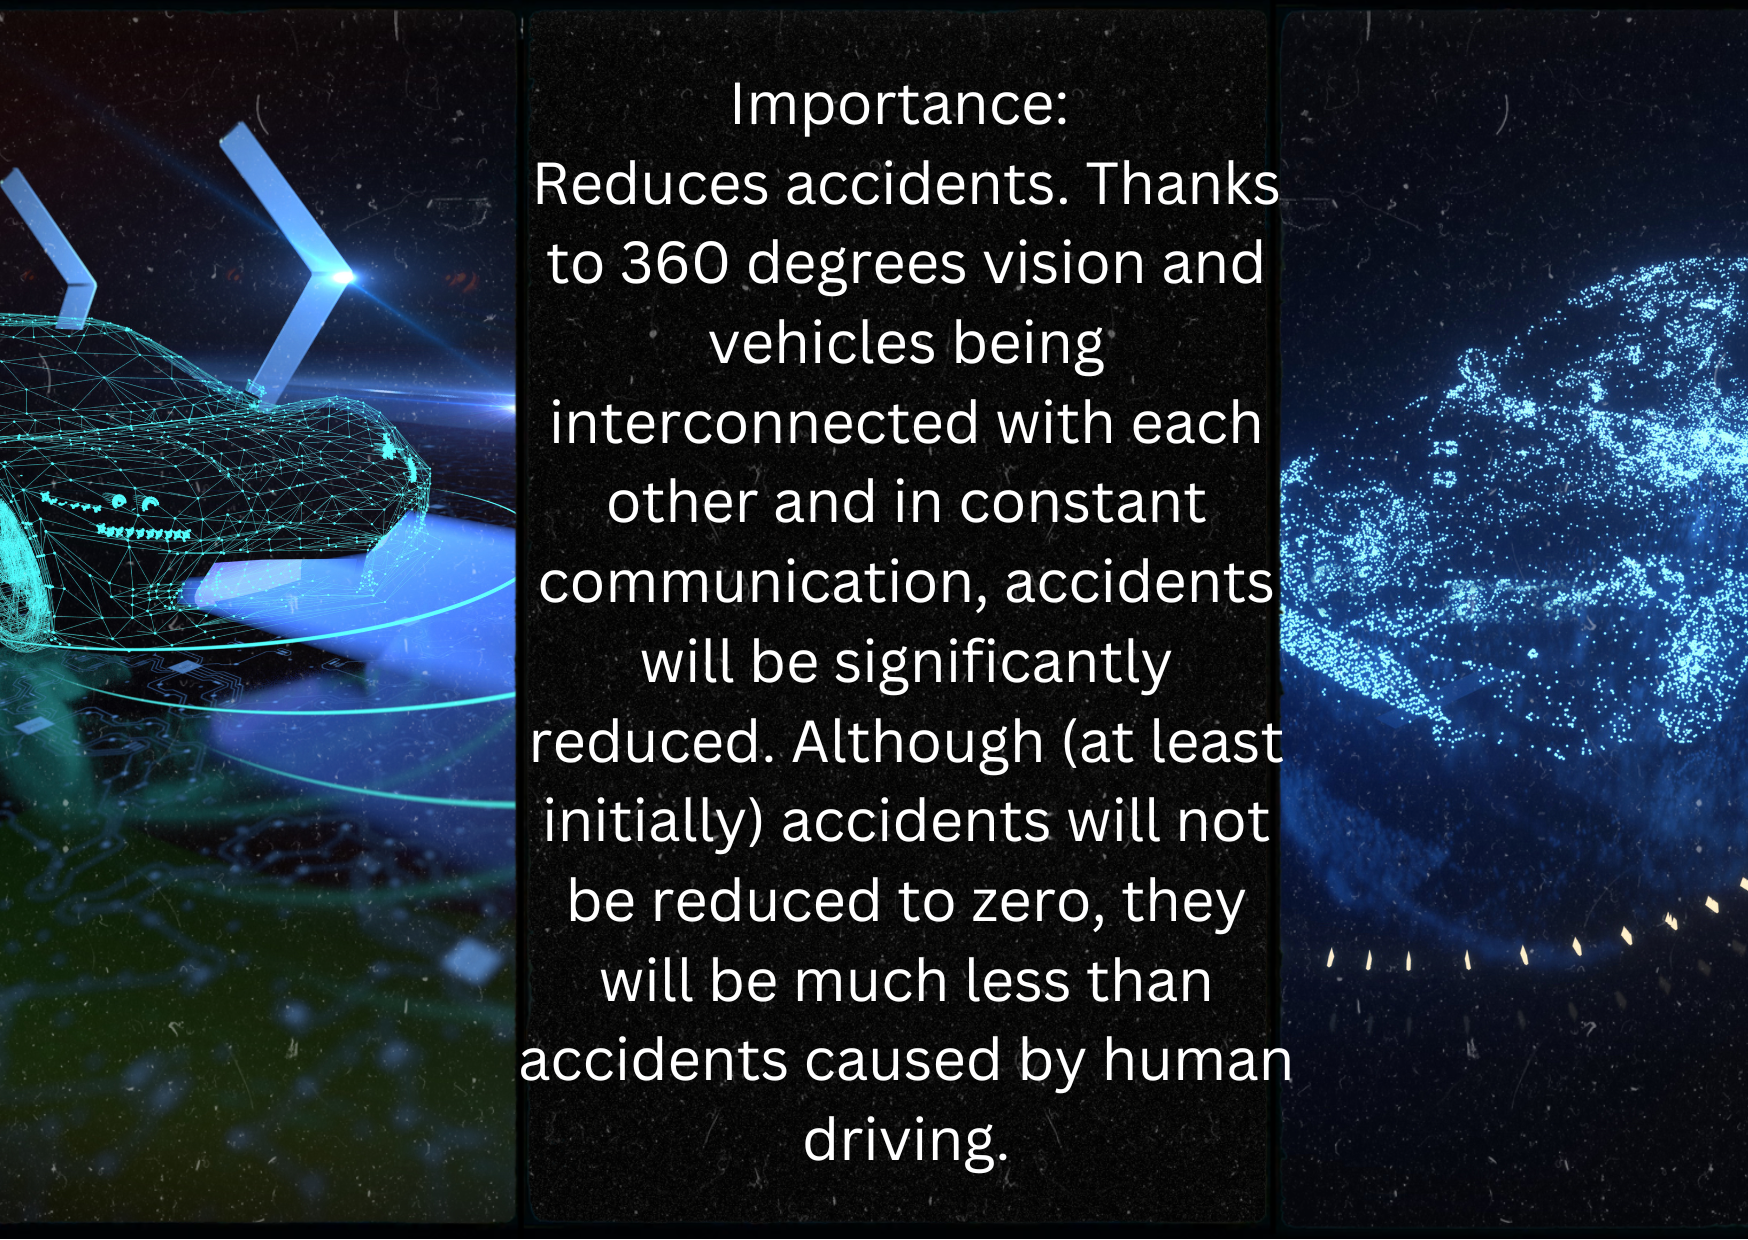 Importance:
Reduces accidents. Thanks
to 360 degrees vision and
vehicles being
interconnected with each
other and in constant
communication, accidents
will be significantly
reduced. Although (at least
initially) accidents will not
be reduced to zero, they
will be much less than
accidents caused by human
driving.